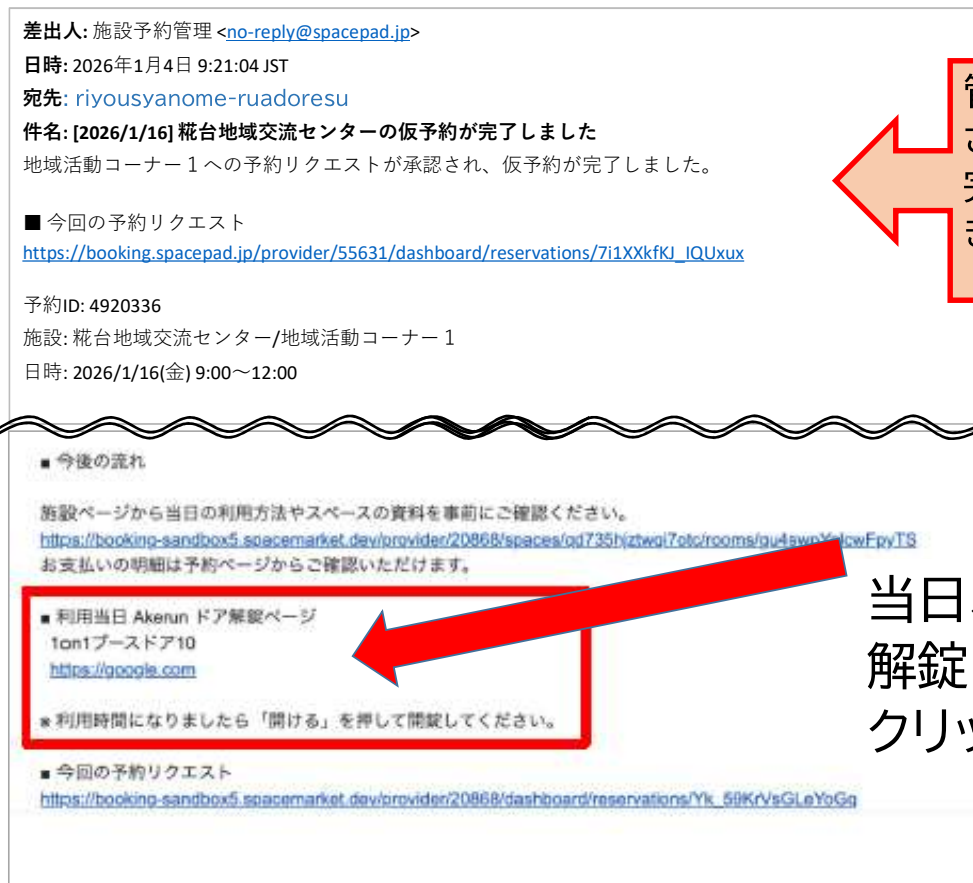 差出人: 施設予約管理 <no-reply@spacepad.jp>
日時: 2026年1月4日 9:21:04 JST
宛先: riyousyanome-ruadoresu
件名: [2026/1/16] 糀台地域交流センターの仮予約が完了しました
地域活動コーナー１への予約リクエストが承認され、仮予約が完了しました。
■ 今回の予約リクエスト
https://booking.spacepad.jp/provider/55631/dashboard/reservations/7i1XXkfKJ_IQUxux
予約ID: 4920336
施設: 糀台地域交流センター/地域活動コーナー１
日時: 2026/1/16(金) 9:00～12:00
■ 今後の流れ
施設ページから当日の利用方法やスペースの資料を事前にご確認ください。
お支払いの明細は予約ページからご確認いただけます。
■ 利用当日 Akerun ドア解錠ページ
1on1ブースドア10
https://google.com
※ 利用時間になりましたら「開ける」を押して開錠してください。
当日、
解錠
クリッ
■ 今回の予約リクエスト
https://booking-sandbox5.spacemarket.dev/provider/20868/dashboard/reservations/Yk_59KrVsGLeYoGq